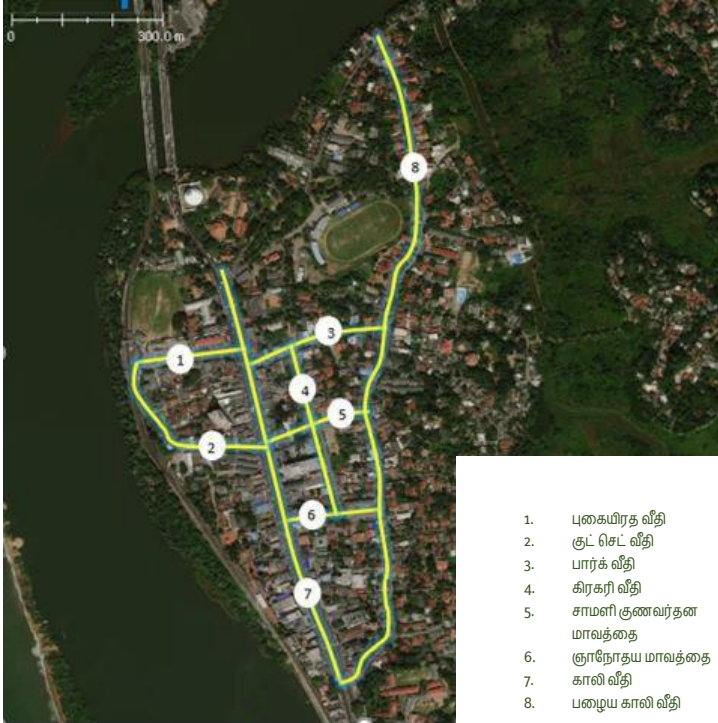 0 300.0 m
8
3
1
4
5
2
6
7
1. புகையிரத வீதி
2. குட் செட் வீதி
3. பார்க் வீதி
4. கிரகரி வீதி
5. சாமளி குணவர்தன
மாவத்தை
6. ஞாநோதய மாவத்தை
7. காலி வீதி
8. பழைய காலி வீதி